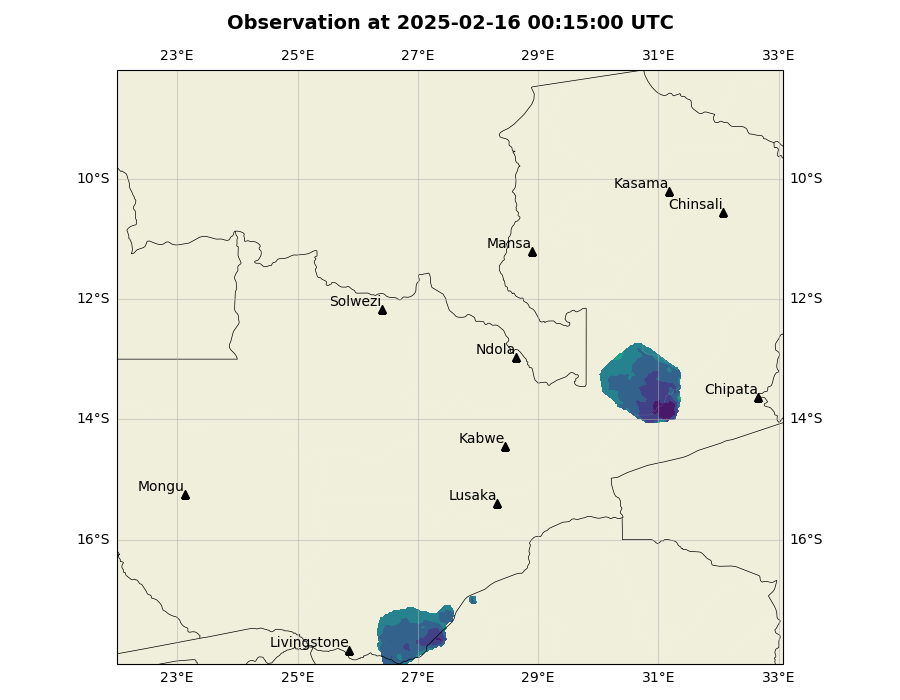 Observation at 2025-02-16 00:15:00 UTC
23°E 25°E 27°E 29°E 31°E 33°E
10°S 10°S
Kasama
Chinsali
Mansa
12°S 12°S
Solwezi
Ndola
Chipata
14°S 14°S
Kabwe
Mongu
Lusaka
16°S 16°S
Livingstone
23°E 25°E 27°E 29°E 31°E 33°E